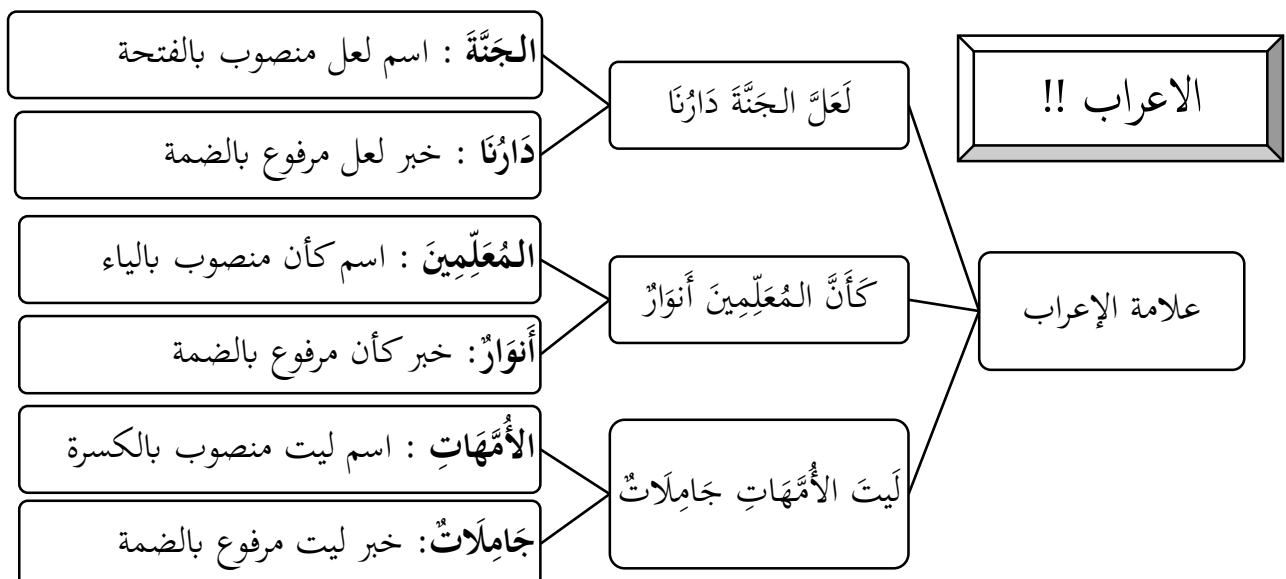 الاعراب !!
علامة الإعراب
لَعَلَّ الجَنَّةَ دَارُنَا
الجَنَّةَ : اسم لعل منصوب بالفتحة
دَارُنَا : خبر لعل مرفوع بالضمة
كَأَنَّ المُعَلِّمِينَ أَنوَارٌ
المُعَلِّمِينَ : اسم كأن منصوب بالياء
أَنوَارٌ: خبر كأن مرفوع بالضمة
لَيتَ الأُمَّهَاتِ جَامِلَاتٌ
الأُمَّهَاتِ : اسم ليت منصوب بالكسرة
جَامِلَاتٌ: خبر ليت مرفوع بالضمة